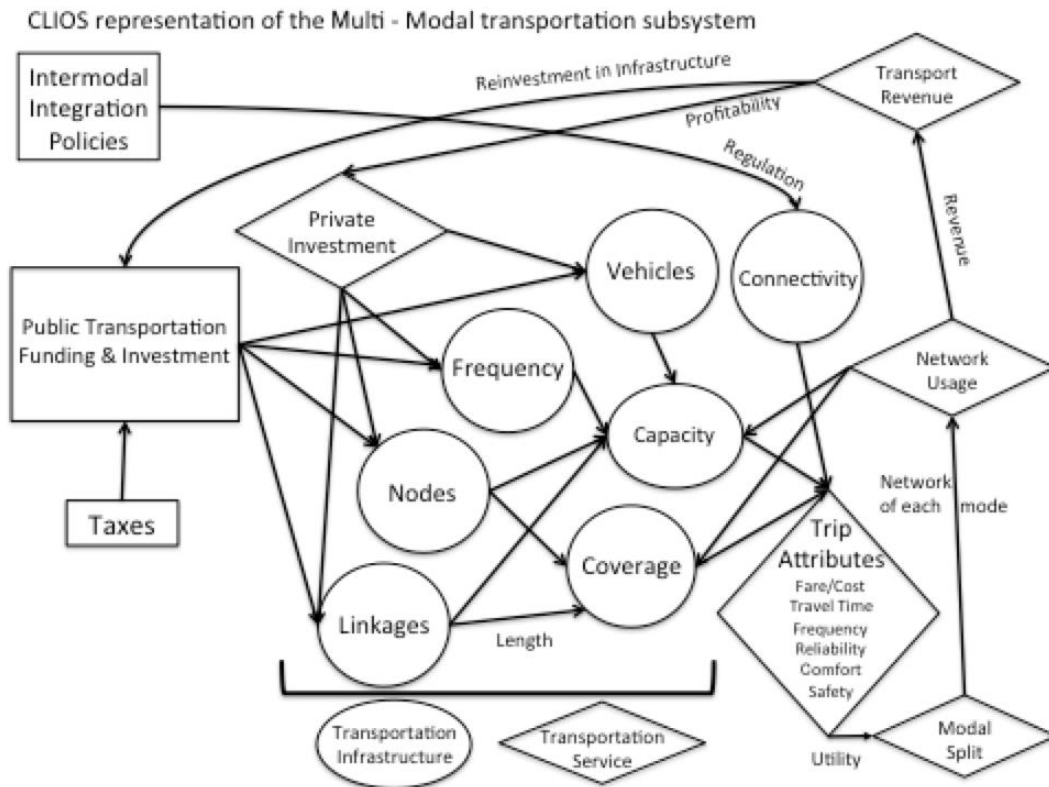 CLIOS representation of the Multi - Modal transportation subsystem
Intermodal
Integration
Policies
Reinvestment in Infrastructure
Transport
Revenue
Profitability
Regulation
Private
Investment
Revenue
Vehicles
Connectivity
Public Transportation
Funding & Investment
Frequency
Network
Usage
Capacity
Nodes
Network
of each mode
Taxes
Trip
Attributes
Fare/Cost
Travel Time
Frequency
Reliability
Comfort
Safety
Coverage
Linkages
Length
Transportation
Infrastructure
Transportation
Service
Utility
Modal
Split